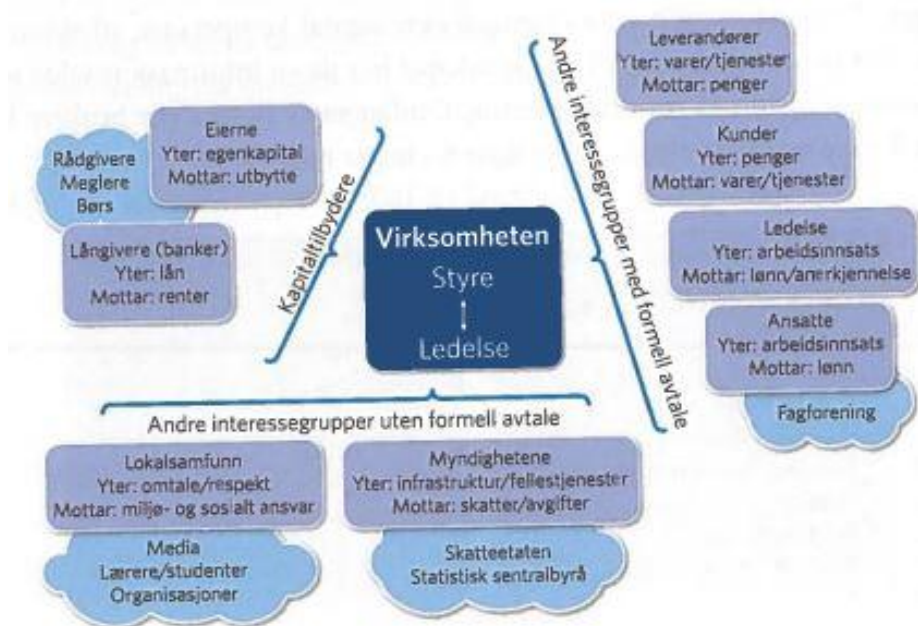 Eierne
Yter: egenkapital
Mottar: utbytte
Rådgivere
Meglere
Børs
Långivere (banker)
Yter: lån
Mottar: renter
Kapitaltilbydere
Virksomheten
Styre
Ledelse
Andre interessegrupper med formell avtale
Leverandører
Yter: varer/tjenester
Mottar: penger
Kunder
Yter: penger
Mottar: varer/tjenester
Ledelse
Yter: arbeidsinnsats
Mottar: lønn/anerkjennelse
Ansatte
Yter: arbeidsinnsats
Mottar: lønn
Fagforening
Andre interessegrupper uten formell avtale
Lokalsamfunn
Yter: omtale/respekt
Mottar: miljø- og sosialt ansvar
Media
Lærere/studenter
Organisasjoner
Myndighetene
Yter: infrastruktur/fellestjenester
Mottar: skatter/avgifter
Skatteetaten
Statistisk sentralbyrå